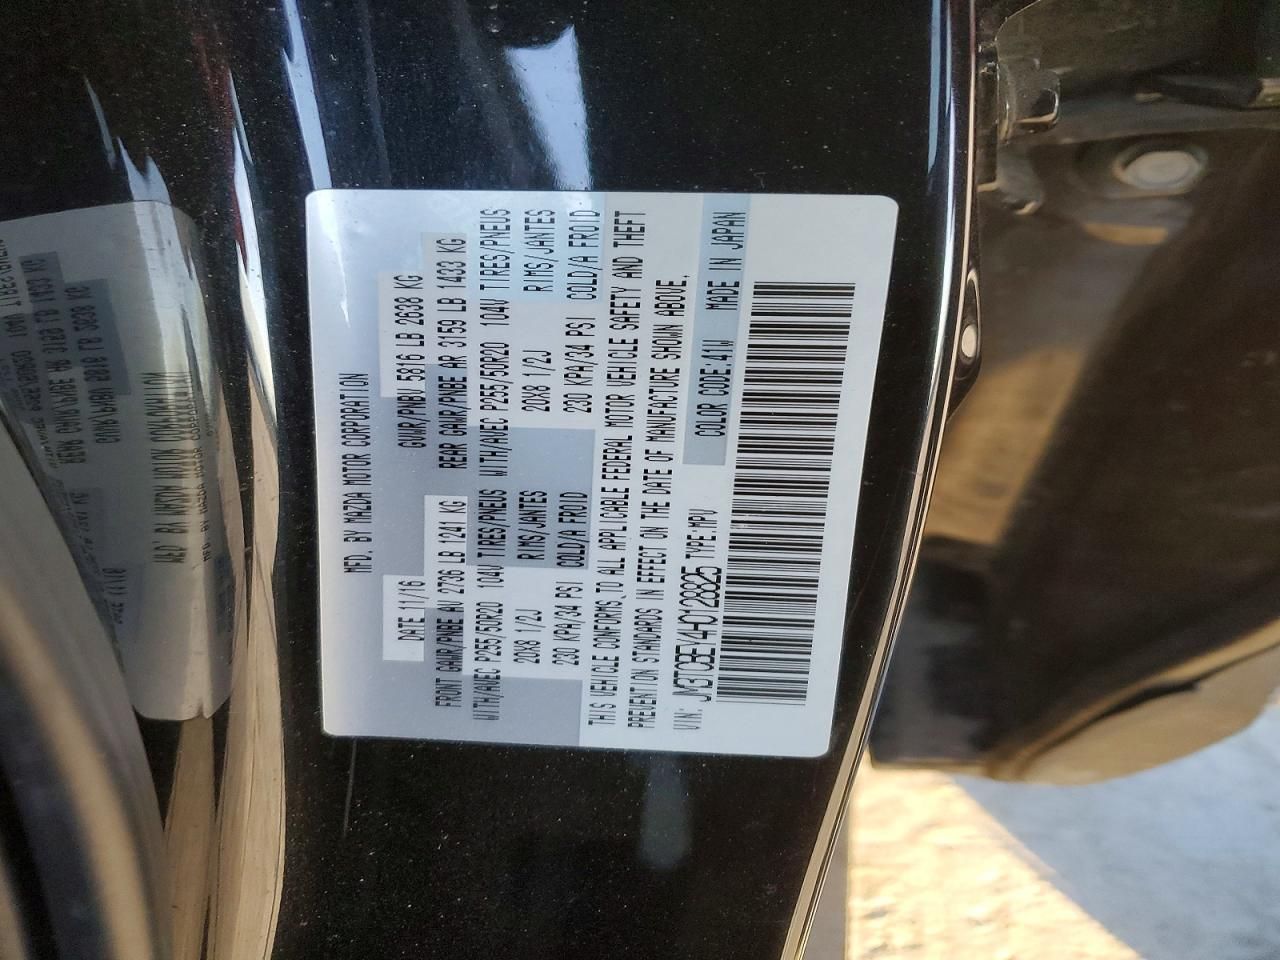 MFD. BY MAZDA MOTOR CORPORATION
DATE 11/16 GVWR/PNBV 5816 LB 2638 KG
FRONT GAWR/PNBE AV 2736 LB 1241 KG REAR GAWR/PNBE AR 3159 LB 1433 KG
WITH/AVEC P255/50R20 104V TIRES/PNEUS WITH/AVEC P255/50R20 104V TIRES/PNEUS
20X8 1/2J RIMS/JANTES 20X8 1/2J RIMS/JANTES
230 KPA/34 PSI COLD/A FROID 230 KPA/34 PSI COLD/A FROID
THIS VEHICLE CONFORMS TO ALL APPLICABLE FEDERAL MOTOR VEHICLE SAFETY AND THEFT
PREVENTION STANDARDS IN EFFECT ON THE DATE OF MANUFACTURE SHOWN ABOVE.
VIN: JM3TCBEY4H0128825 TYPE:MPV COLOR CODE:41W MADE IN JAPAN